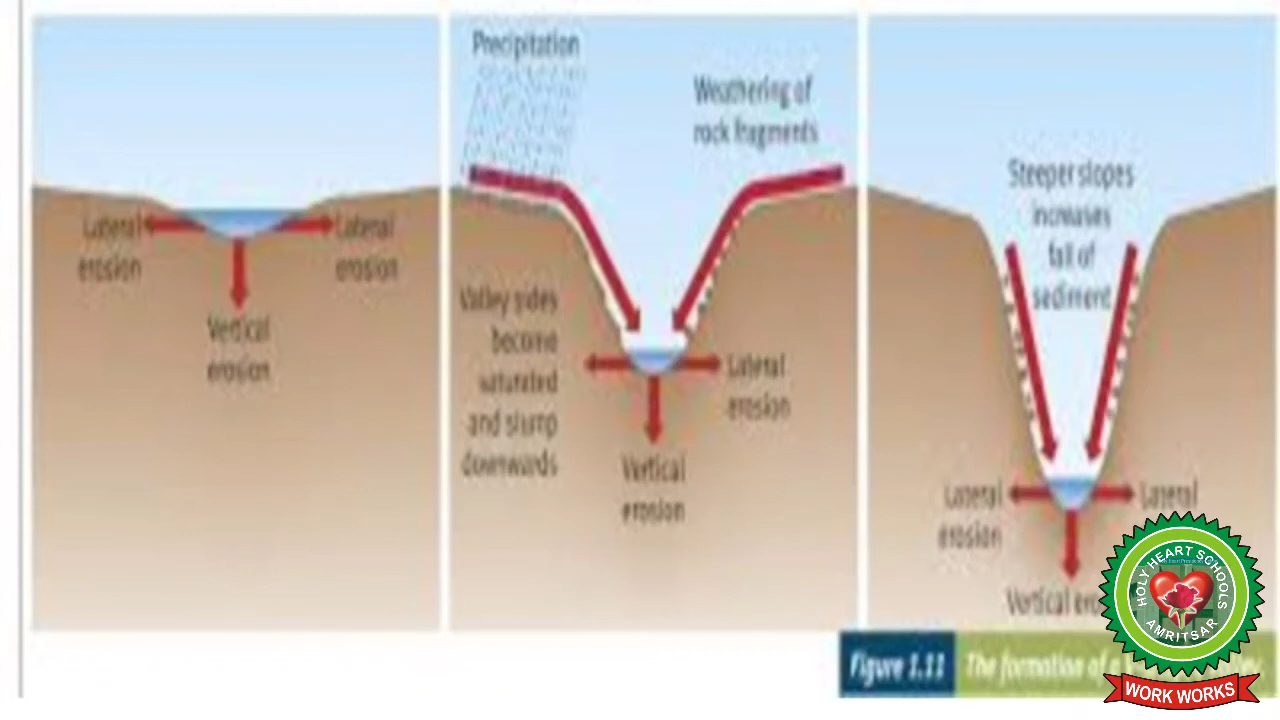 Lateral
erosion
Lateral
erosion
Vertical
erosion
Precipitation
Weathering of
rock fragments
Valley sides
become
saturated
and slump
downwards
Lateral
erosion
Vertical
erosion
Steeper slopes
increases
fall of
sediment
Lateral
erosion
Lateral
Vertical
Figure 1.11
The formation of a
HOLY HEART SCHOOLS
AMRITSAR
WORK WORKS